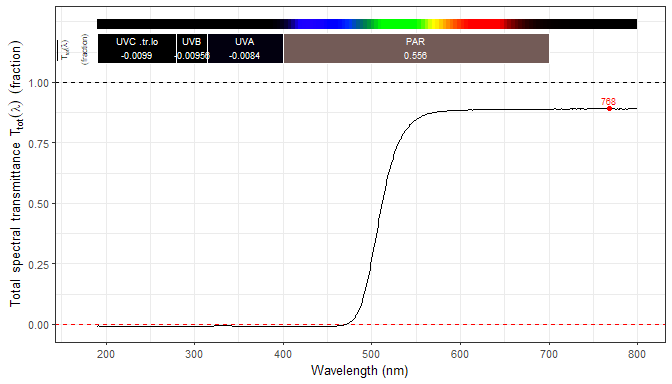 UVC .tr.lo UVB UVA PAR
-0.0099 -0.00956 -0.0084 0.556
T tot(λ)
(fraction)
Total spectral transmittance Ttot(λ) (fraction)
1.00
0.75
0.50
0.25
0.00
768
200 300 400 500 600 700 800
Wavelength (nm)